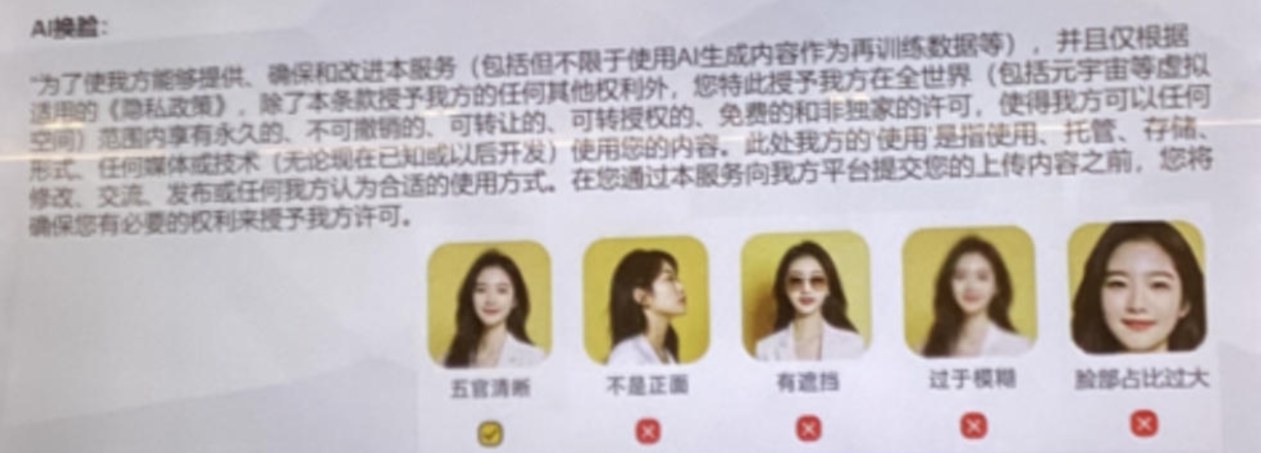 AI换脸：
“为了使我方能够提供、确保和改进本服务（包括但不限于使用AI生成内容作为再训练数据等），并且仅根据
适用的《隐私政策》，除了本条款授予我方的任何其他权利外，您特此授予我方在全世界（包括元宇宙等虚拟
空间）范围内享有永久的、不可撤销的、可转让的、可转授权的、免费的和非独家的许可，使得我方可以任何
形式、任何媒体或技术（无论现在已知或以后开发）使用您的内容。此处我方的‘使用’是指使用、托管、存储、
修改、交流、发布或任何我方认为合适的使用方式。在您通过本服务向我方平台提交您的上传内容之前，您将
确保您有必要的权利来授予我方许可。
五官清晰
不是正面
有遮挡
过于模糊
脸部占比过大